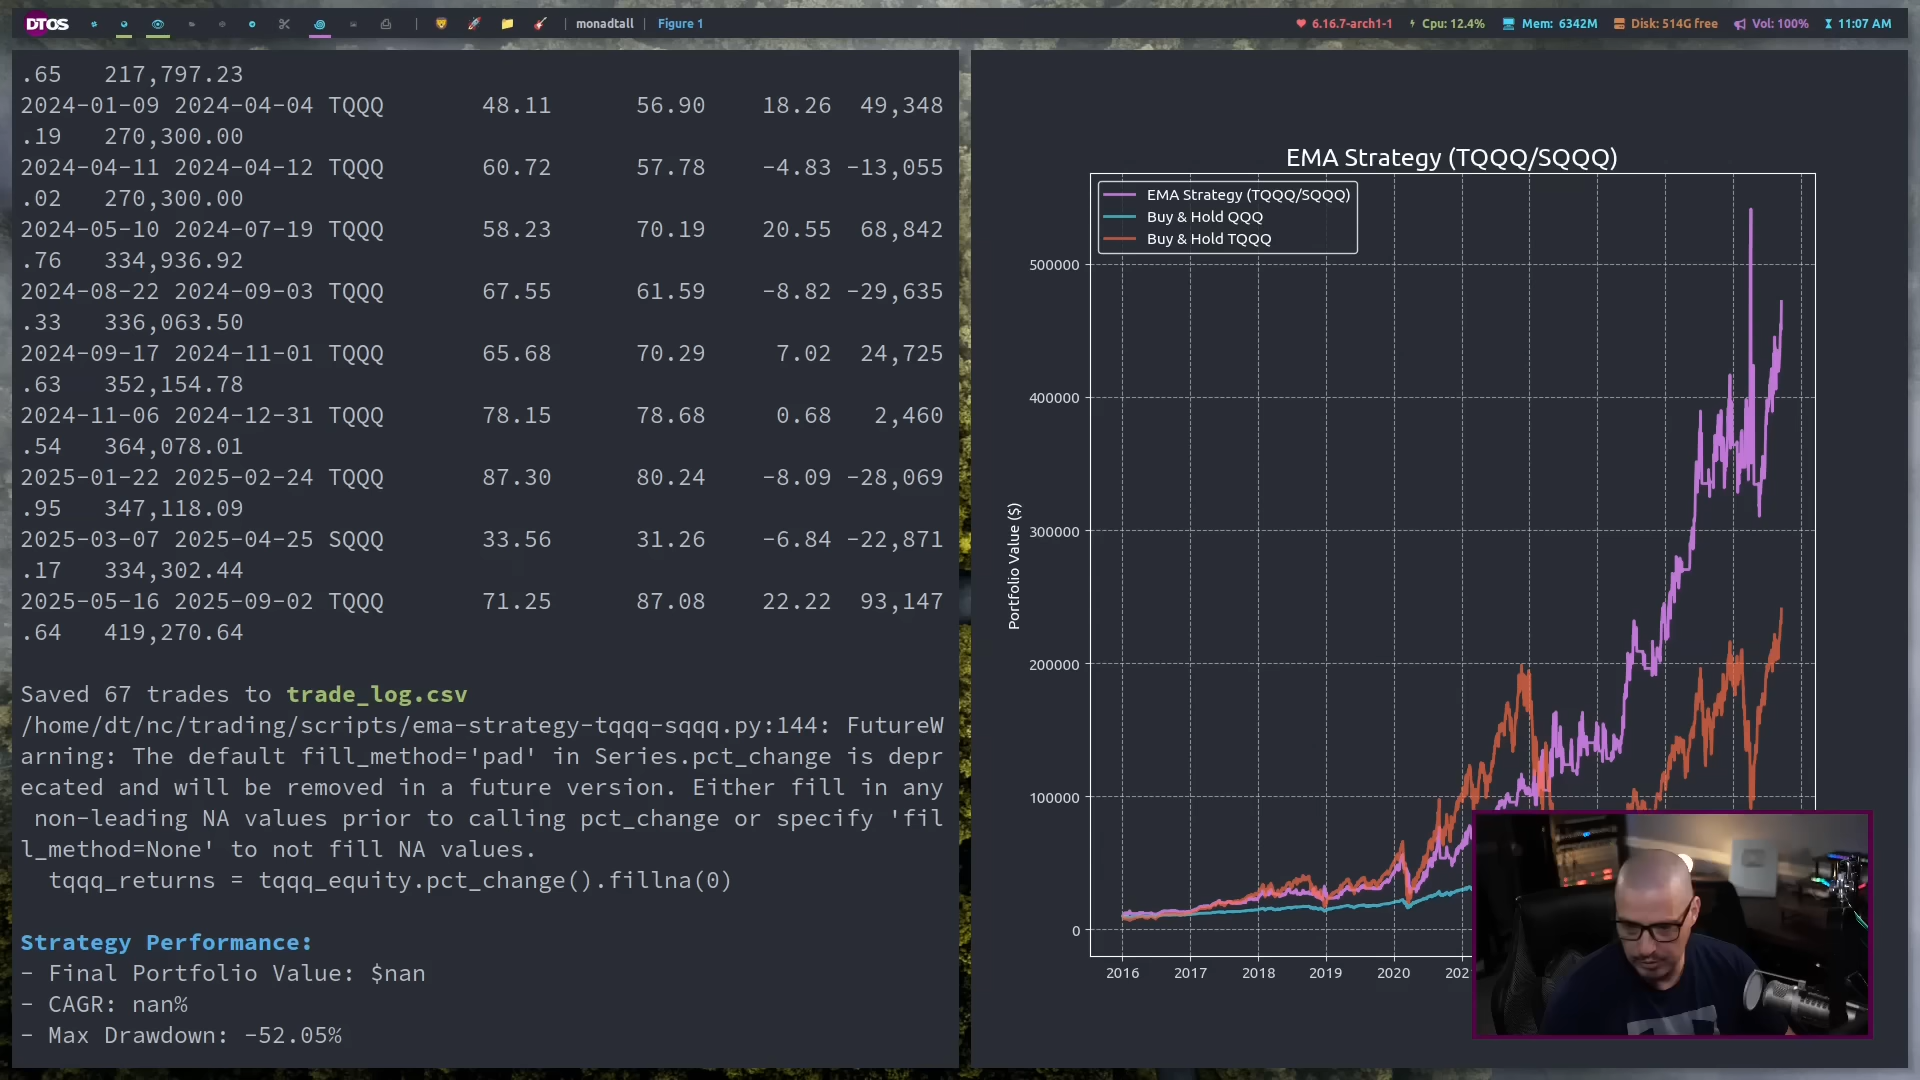 DTOS | monadtall | Figure 1 6.16.7-arch1-1 Cpu: 12.4% Mem: 6342M Disk: 514G free Vol: 100% 11:07 AM
.65   217,797.23
2024-01-09 2024-04-04 TQQQ       48.11      56.90    18.26  49,348
.19   270,300.00
2024-04-11 2024-04-12 TQQQ       60.72      57.78    -4.83 -13,055
.02   270,300.00
2024-05-10 2024-07-19 TQQQ       58.23      70.19    20.55  68,842
.76   334,936.92
2024-08-22 2024-09-03 TQQQ       67.55      61.59    -8.82 -29,635
.33   336,063.50
2024-09-17 2024-11-01 TQQQ       65.68      70.29     7.02  24,725
.63   352,154.78
2024-11-06 2024-12-31 TQQQ       78.15      78.68     0.68   2,460
.54   364,078.01
2025-01-22 2025-02-24 TQQQ       87.30      80.24    -8.09 -28,069
.95   347,118.09
2025-03-07 2025-04-25 SQQQ       33.56      31.26    -6.84 -22,871
.17   334,302.44
2025-05-16 2025-09-02 TQQQ       71.25      87.08    22.22  93,147
.64   419,270.64
Saved 67 trades to trade_log.csv
/home/dt/nc/trading/scripts/ema-strategy-tqqq-sqqq.py:144: FutureW
arning: The default fill_method='pad' in Series.pct_change is depr
ecated and will be removed in a future version. Either fill in any
 non-leading NA values prior to calling pct_change or specify 'fil
l_method=None' to not fill NA values.
  tqqq_returns = tqqq_equity.pct_change().fillna(0)
Strategy Performance:
- Final Portfolio Value: $nan
- CAGR: nan%
- Max Drawdown: -52.05%
EMA Strategy (TQQQ/SQQQ)
EMA Strategy (TQQQ/SQQQ)
Buy & Hold QQQ
Buy & Hold TQQQ
500000
400000
300000
200000
100000
0
Portfolio Value ($)
2016 2017 2018 2019 2020 202